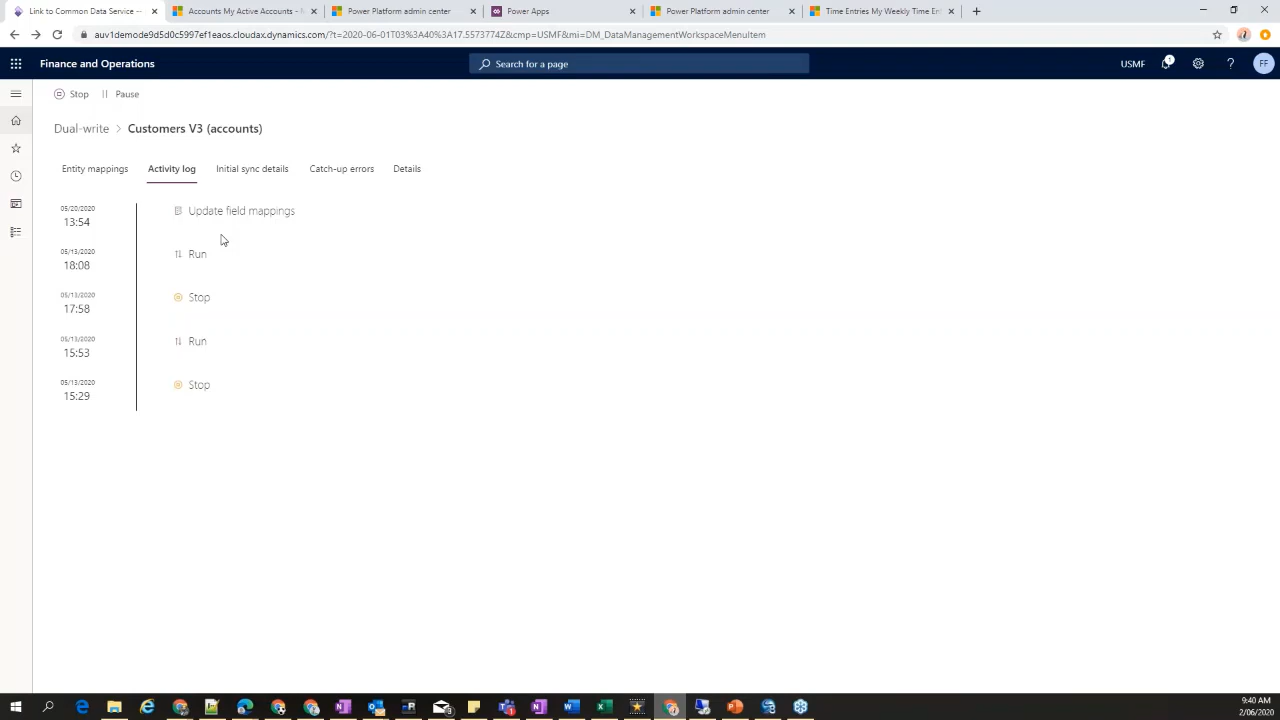 Link to Common Data Service --
Accounts My Active Accounts -
Power Platform admin center
Power Apps
Power Platform admin center
Time Entries My Weekly Time En
auv1demode9d5d0c5997ef1eaos.cloudax.dynamics.com/?t=2020-06-01T03%3A40%3A17.5573774Z&cmp=USMF&mi=DM_DataManagementWorkspaceMenuItem
Finance and Operations
Search for a page
USMF
1
?
FF
Stop
Pause
Dual-write > Customers V3 (accounts)
Entity mappings
Activity log
Initial sync details
Catch-up errors
Details
05/20/2020
13:54
Update field mappings
05/13/2020
18:08
Run
05/13/2020
17:58
Stop
05/13/2020
15:53
Run
05/13/2020
15:29
Stop
9:40 AM
2/06/2020